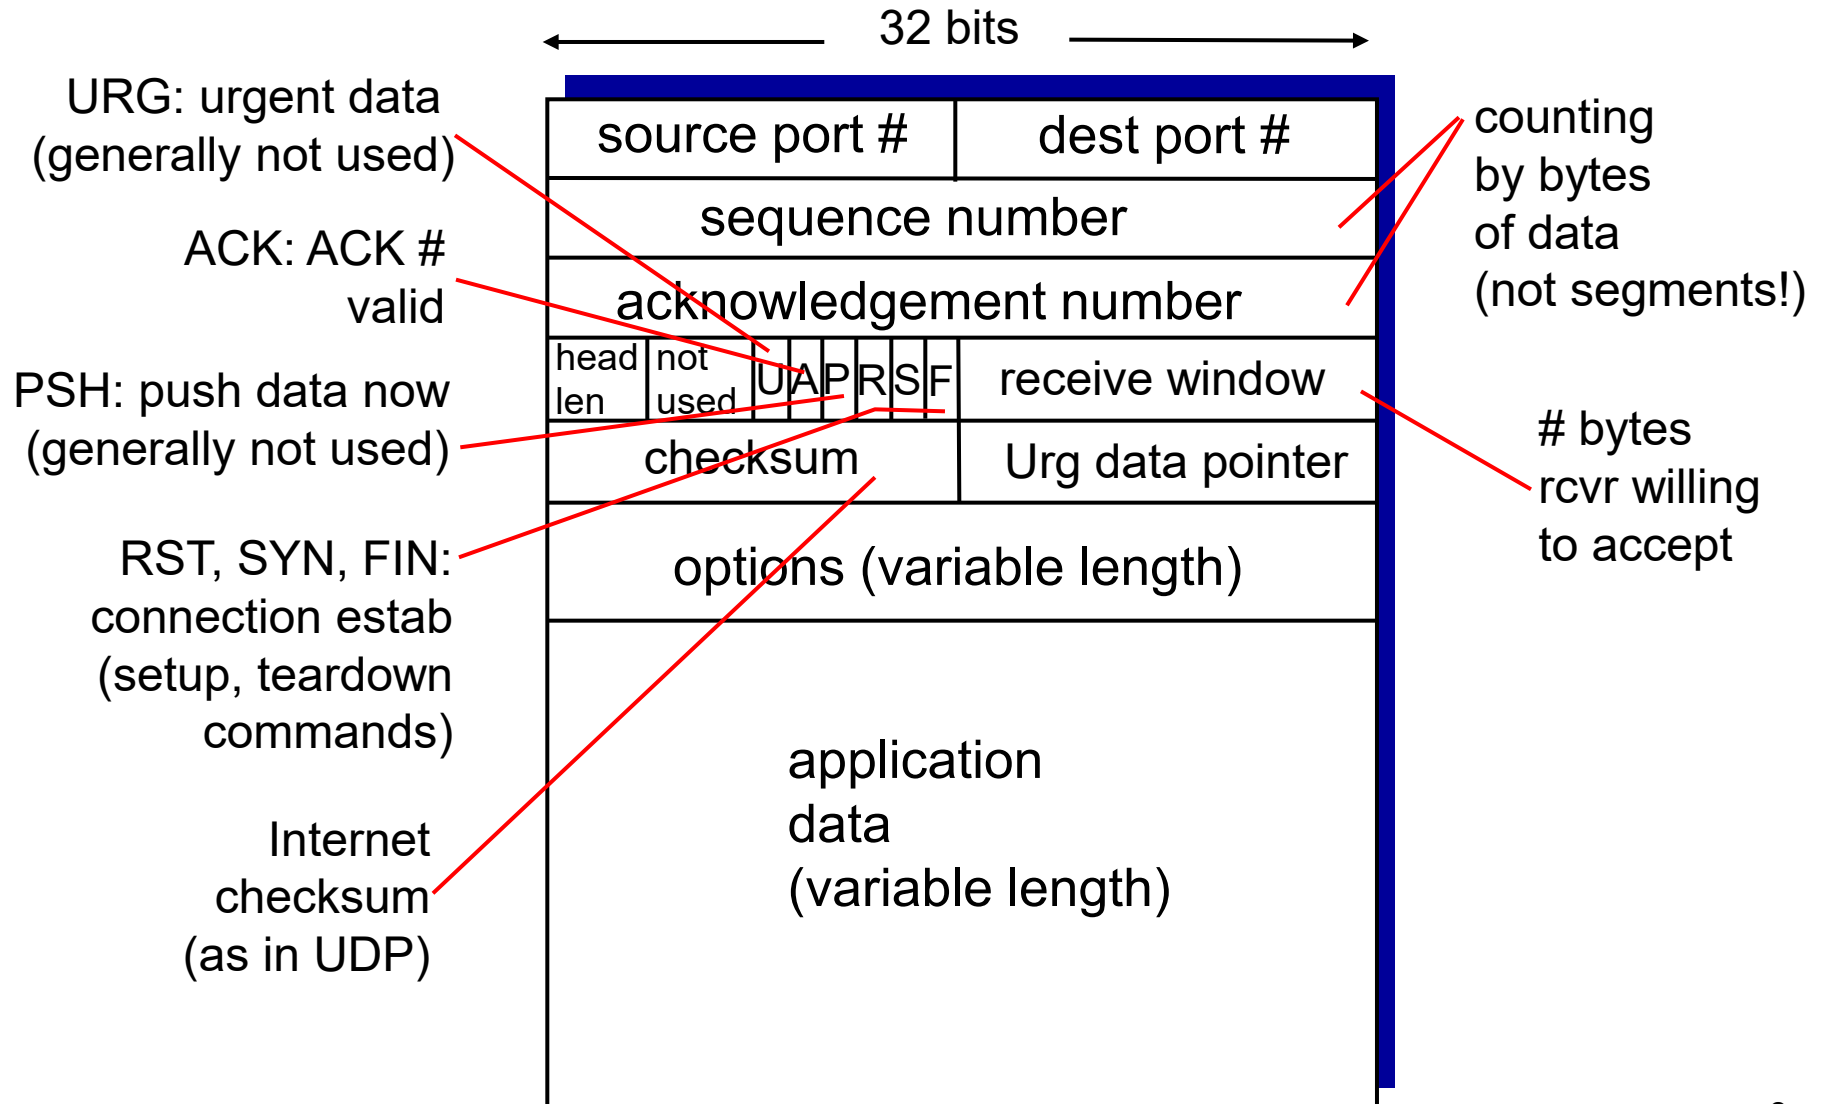 32 bits
URG: urgent data
(generally not used)
ACK: ACK #
valid
PSH: push data now
(generally not used)
RST, SYN, FIN:
connection estab
(setup, teardown
commands)
Internet
checksum
(as in UDP)
source port # dest port #
sequence number
acknowledgement number
head
len
not
used
U A P R S F
receive window
checksum Urg data pointer
options (variable length)
application
data
(variable length)
counting
by bytes
of data
(not segments!)
# bytes
rcvr willing
to accept